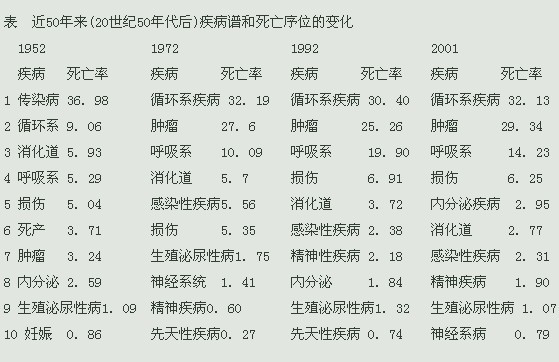 表 近50年来(20世纪50年代后)疾病谱和死亡序位的变化
1952 1972 1992 2001
疾病 死亡率 疾病 死亡率 疾病 死亡率 疾病 死亡率
1 传染病 36.98 循环系疾病 32.19 循环系疾病 30.40 循环系疾病 32.13
2 循环系 9.06 肿瘤 27.6 肿瘤 25.26 肿瘤 29.34
3 消化道 5.93 呼吸系 10.09 呼吸系 19.90 呼吸系 14.23
4 呼吸系 5.29 消化道 5.7 损伤 6.91 损伤 6.25
5 损伤 5.04 感染性疾病 5.56 消化道 3.72 内分泌疾病 2.95
6 死产 3.71 损伤 5.35 感染性疾病 2.38 消化道 2.77
7 肿瘤 3.24 生殖泌尿性病 1.75 精神性疾病 2.18 感染性疾病 2.31
8 内分泌 2.59 神经系统 1.41 内分泌 1.84 精神疾病 1.90
9 生殖泌尿性病 1.09 精神疾病 0.60 生殖泌尿性病 1.32 生殖泌尿性病 1.07
10 妊娠 0.86 先天性疾病 0.27 先天性疾病 0.74 神经系病 0.79